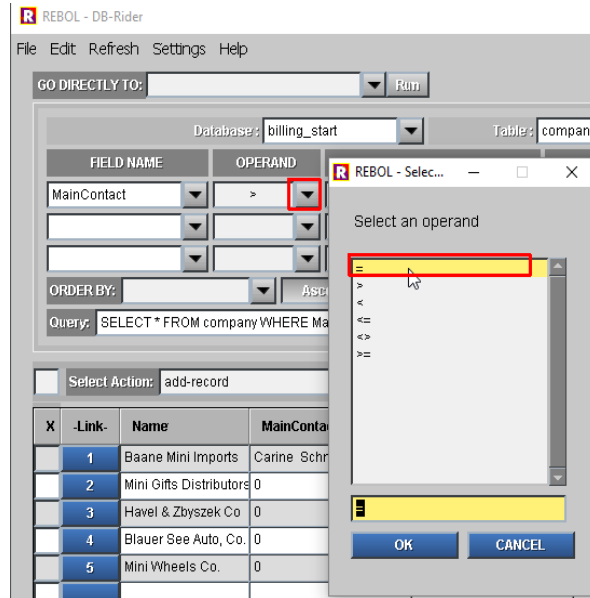 REBOL - DB-Rider
File Edit Refresh Settings Help
GO DIRECTLY TO: Run
Database: billing_start Table: compan
FIELD NAME OPERAND
MainContact >
ORDER BY: Asc
Query: SELECT * FROM company WHERE Ma
Select Action: add-record
X -Link- Name MainConta
1 Baane Mini Imports Carine Schr
2 Mini Gifts Distributors 0
3 Havel & Zbyszek Co 0
4 Blauer See Auto, Co. 0
5 Mini Wheels Co. 0
REBOL - Selec...
Select an operand
=
>
<
<=
<>
>=
=
OK CANCEL